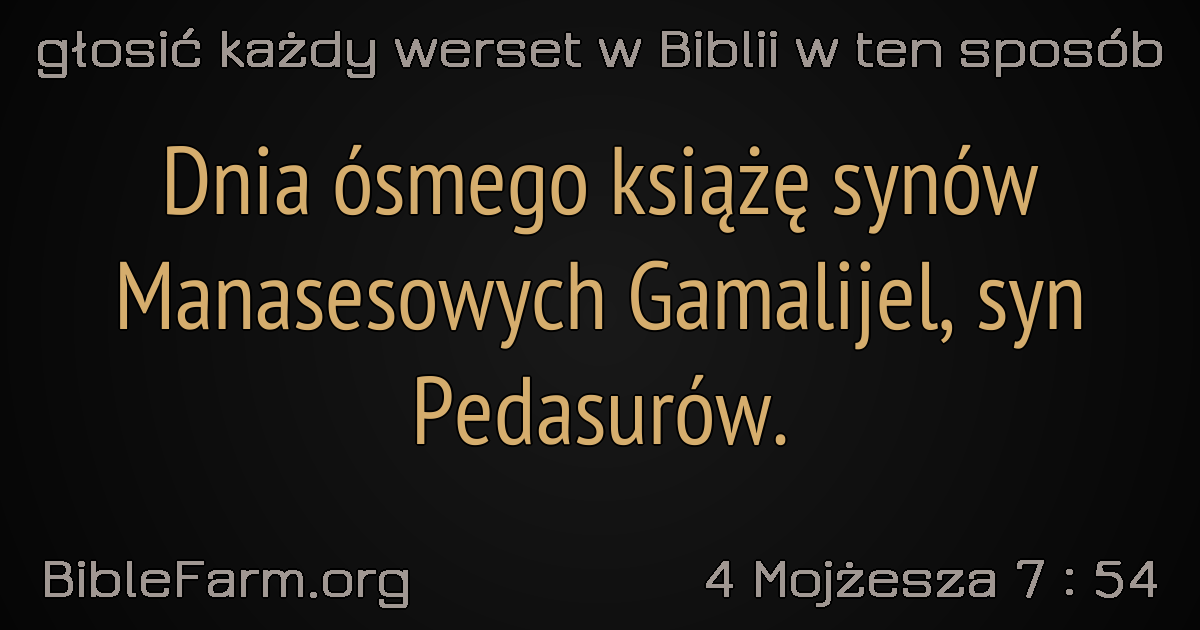 głosić każdy werset w Biblii w ten sposób
Dnia ósmego książę synów
Manasesowych Gamalijel, syn
Pedasurów.
BibleFarm.org
4 Mojżesza 7 : 54